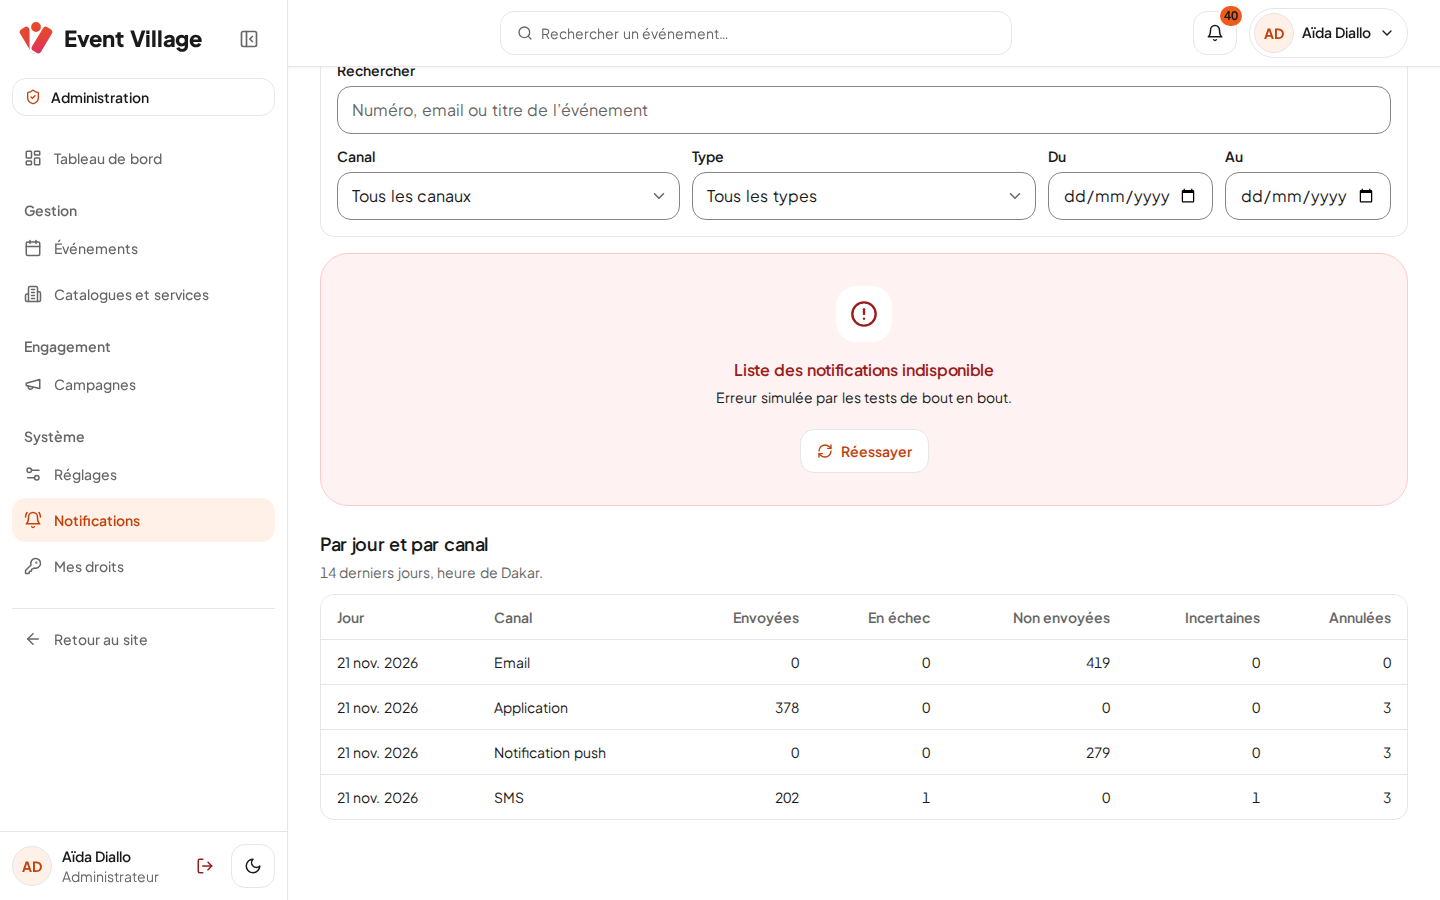 Event Village
Rechercher un événement...
40
AD
Aïda Diallo
Administration
Tableau de bord
Gestion
Événements
Catalogues et services
Engagement
Campagnes
Système
Réglages
Notifications
Mes droits
Retour au site
AD
Aïda Diallo
Administrateur
Rechercher
Numéro, email ou titre de l'événement
Canal Type Du Au
Tous les canaux Tous les types dd/mm/yyyy dd/mm/yyyy
Liste des notifications indisponible
Erreur simulée par les tests de bout en bout.
Réessayer
Par jour et par canal
14 derniers jours, heure de Dakar.
Jour Canal Envoyées En échec Non envoyées Incertaines Annulées
21 nov. 2026 Email 0 0 419 0 0
21 nov. 2026 Application 378 0 0 0 3
21 nov. 2026 Notification push 0 0 279 0 3
21 nov. 2026 SMS 202 1 0 1 3